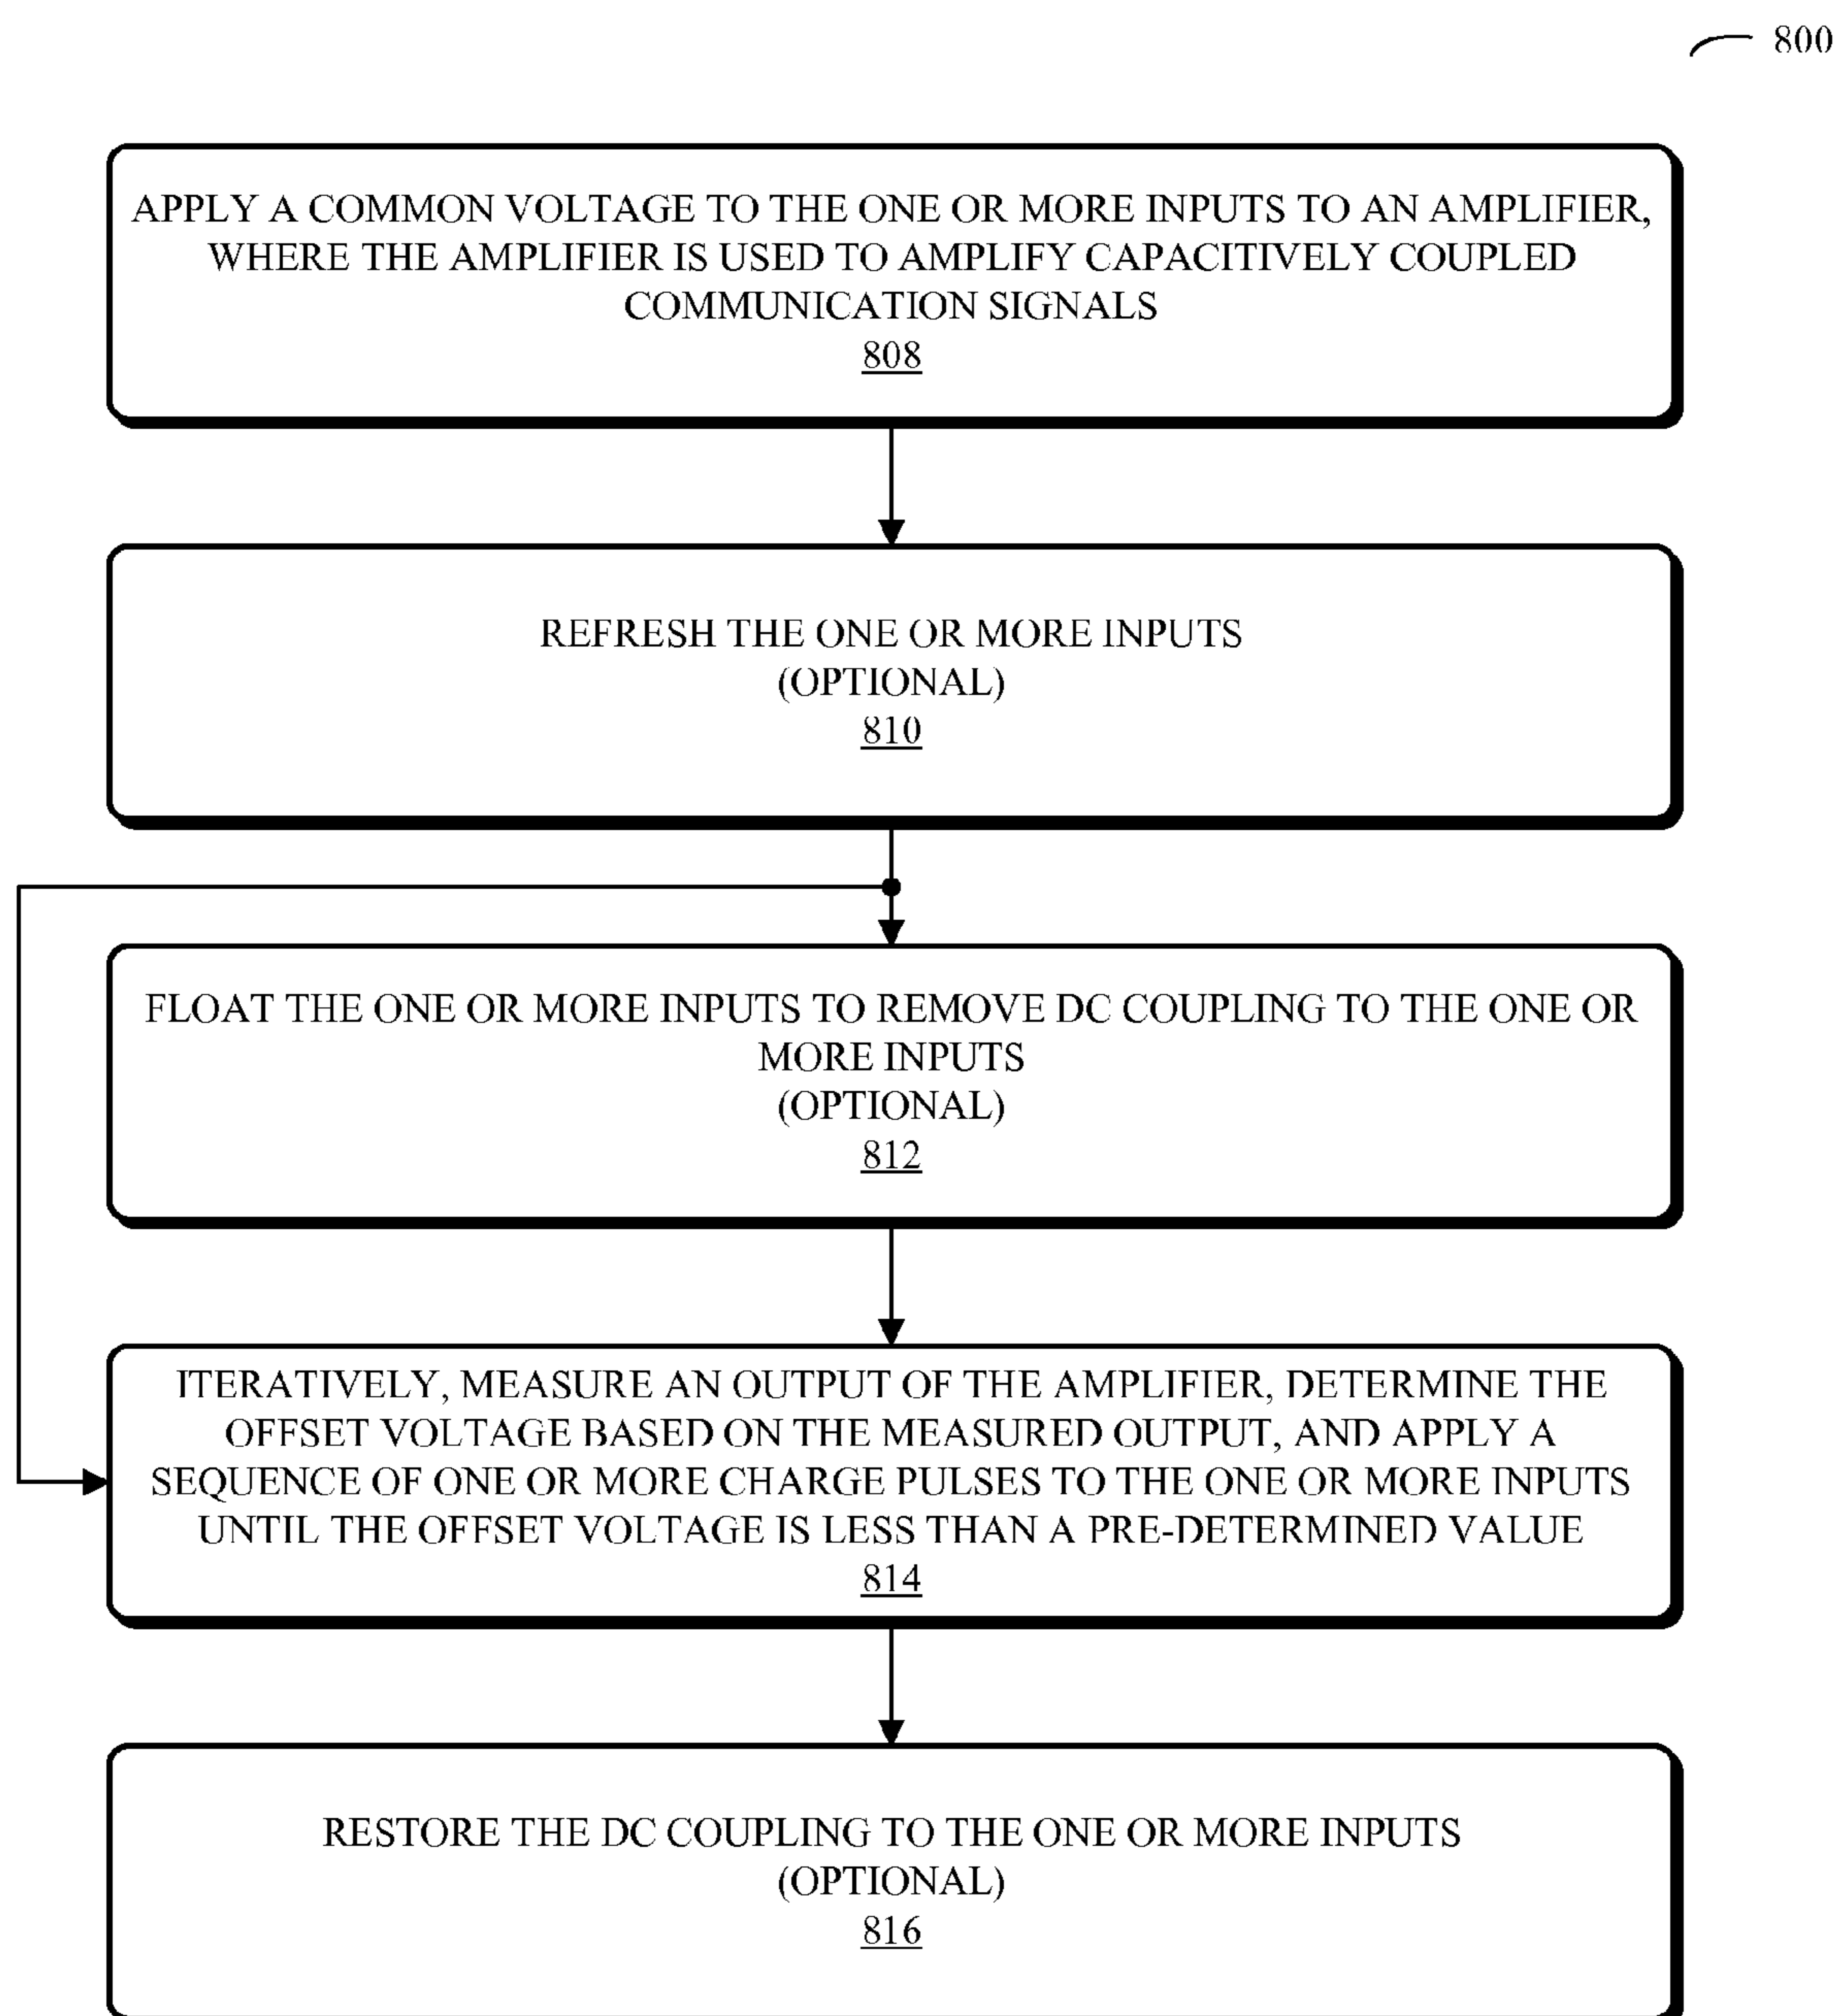 800
APPLY A COMMON VOLTAGE TO THE ONE OR MORE INPUTS TO AN AMPLIFIER,
WHERE THE AMPLIFIER IS USED TO AMPLIFY CAPACITIVELY COUPLED
COMMUNICATION SIGNALS
808
REFRESH THE ONE OR MORE INPUTS
(OPTIONAL)
810
FLOAT THE ONE OR MORE INPUTS TO REMOVE DC COUPLING TO THE ONE OR
MORE INPUTS
(OPTIONAL)
812
ITERATIVELY, MEASURE AN OUTPUT OF THE AMPLIFIER, DETERMINE THE
OFFSET VOLTAGE BASED ON THE MEASURED OUTPUT, AND APPLY A
SEQUENCE OF ONE OR MORE CHARGE PULSES TO THE ONE OR MORE INPUTS
UNTIL THE OFFSET VOLTAGE IS LESS THAN A PRE-DETERMINED VALUE
814
RESTORE THE DC COUPLING TO THE ONE OR MORE INPUTS
(OPTIONAL)
816